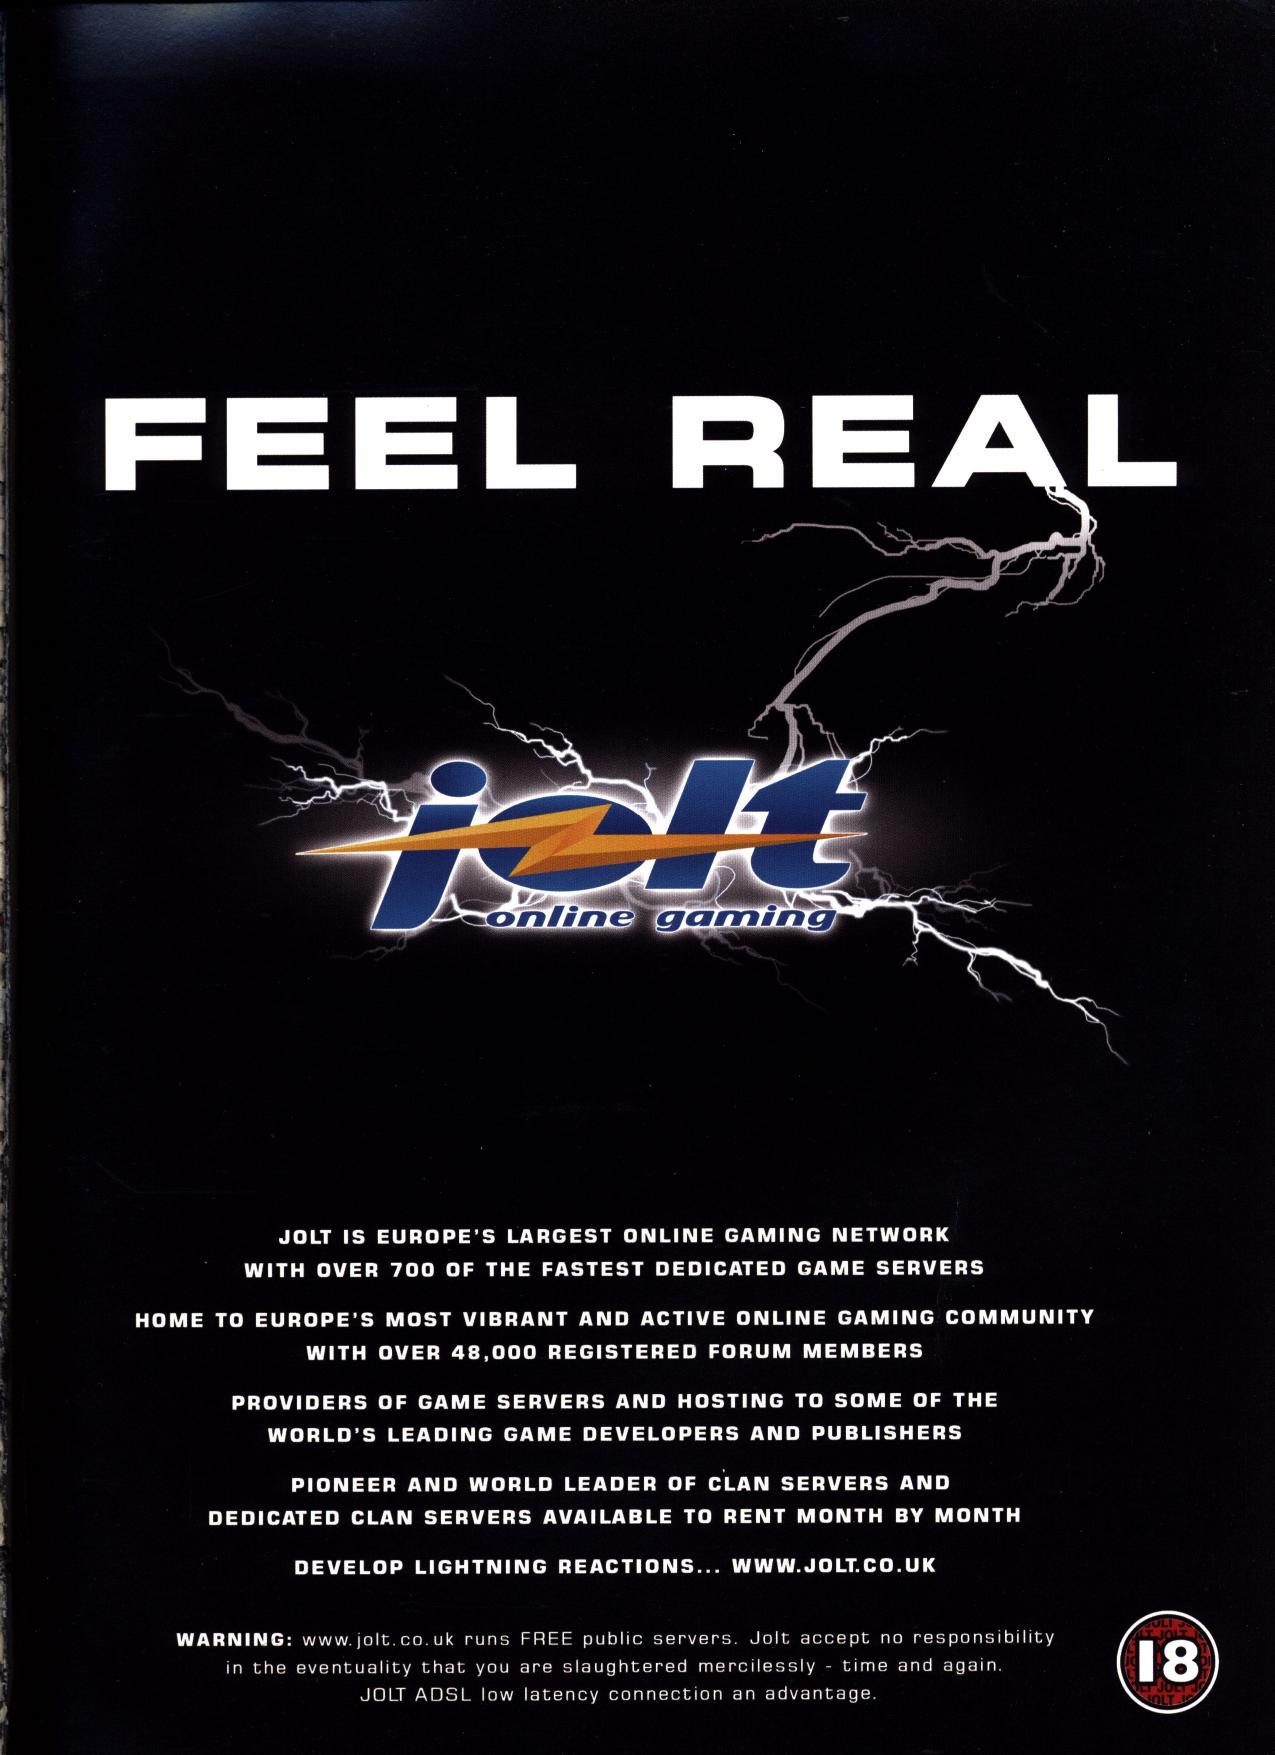 FEEL REAL
jolt
online gaming
JOLT IS EUROPE'S LARGEST ONLINE GAMING NETWORK
WITH OVER 700 OF THE FASTEST DEDICATED GAME SERVERS
HOME TO EUROPE'S MOST VIBRANT AND ACTIVE ONLINE GAMING COMMUNITY
WITH OVER 48,000 REGISTERED FORUM MEMBERS
PROVIDERS OF GAME SERVERS AND HOSTING TO SOME OF THE
WORLD'S LEADING GAME DEVELOPERS AND PUBLISHERS
PIONEER AND WORLD LEADER OF CLAN SERVERS AND
DEDICATED CLAN SERVERS AVAILABLE TO RENT MONTH BY MONTH
DEVELOP LIGHTNING REACTIONS... WWW.JOLT.CO.UK
WARNING: www.jolt.co.uk runs FREE public servers. Jolt accept no responsibility
in the eventuality that you are slaughtered mercilessly - time and again.
JOLT ADSL low latency connection an advantage.
18